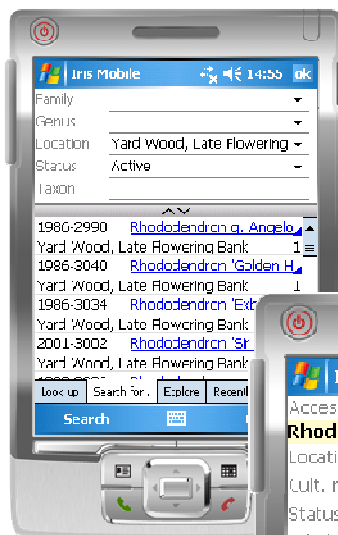 Iris Mobile 14:55 ok
Family
Genus
Location Yard Wood, Late Flowering
Status Active
Taxon
1986-2990 Rhododendron q. Angelo
Yard Wood, Late Flowering Bank 1
1986-3040 Rhododendron 'Golden H
Yard Wood, Late Flowering Bank 1
1986-3034 Rhododendron 'Exb
Yard Wood, Late Flowering Bank
2001-3002 Rhododendron 'Sh
Yard Wood, Late Flowering Bank
Look up Search For.. Explore Recentl
Search
Acces
Rhod
Locati
Cult. r
Status